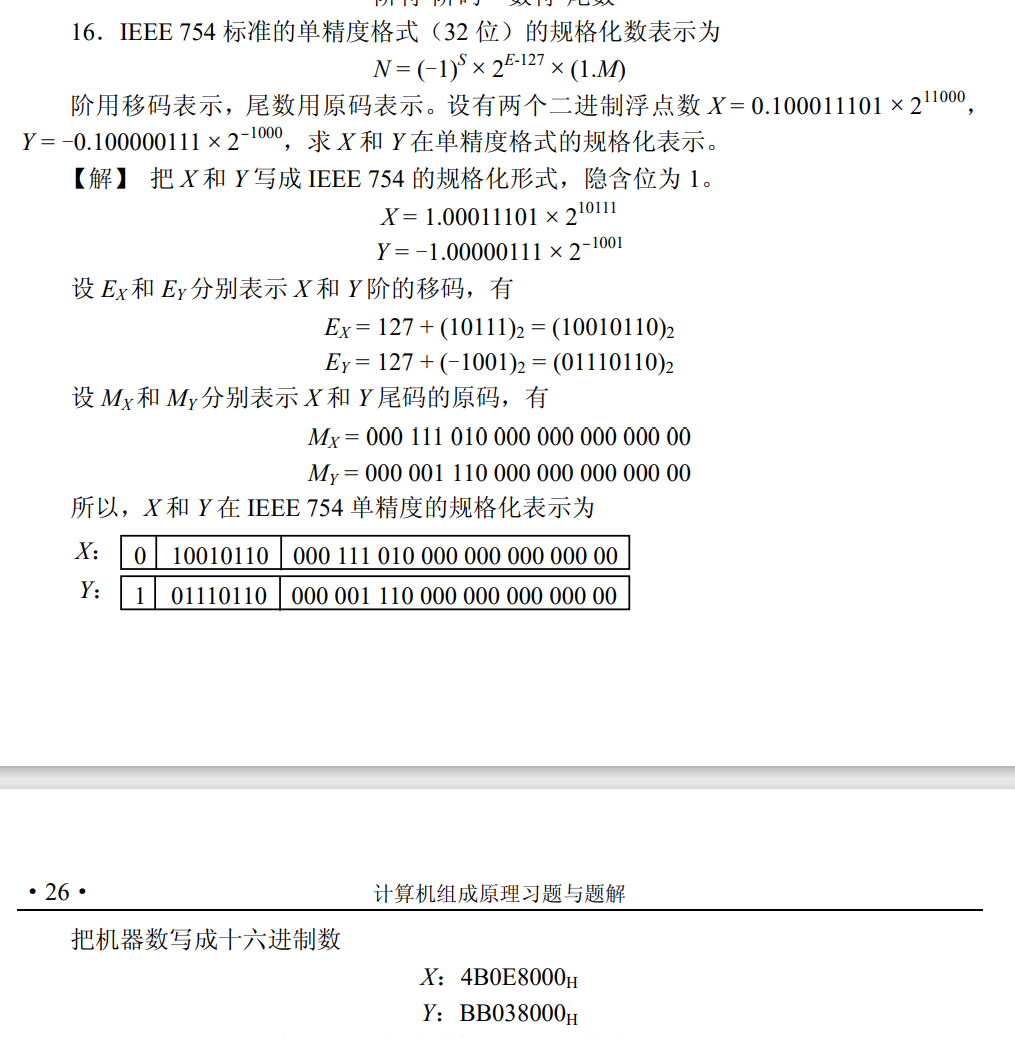 16．IEEE 754 标准的单精度格式（32 位）的规格化数表示为
N = (−1)^S × 2^{E-127} × (1.M)
阶用移码表示，尾数用原码表示。设有两个二进制浮点数 X = 0.100011101 × 2^{11000}，
Y = −0.100000111 × 2^{−1000}，求 X 和 Y 在单精度格式的规格化表示。
【解】 把 X 和 Y 写成 IEEE 754 的规格化形式，隐含位为 1。
X = 1.00011101 × 2^{10111}
Y = −1.00000111 × 2^{−1001}
设 E_X 和 E_Y 分别表示 X 和 Y 阶的移码，有
E_X = 127 + (10111)_2 = (10010110)_2
E_Y = 127 + (−1001)_2 = (01110110)_2
设 M_X 和 M_Y 分别表示 X 和 Y 尾码的原码，有
M_X = 000 111 010 000 000 000 000 00
M_Y = 000 001 110 000 000 000 000 00
所以，X 和 Y 在 IEEE 754 单精度的规格化表示为
X： 0 10010110 000 111 010 000 000 000 000 00
Y： 1 01110110 000 001 110 000 000 000 000 00
• 26 • 计算机组成原理习题与题解
把机器数写成十六进制数
X：4B0E8000_H
Y：BB038000_H